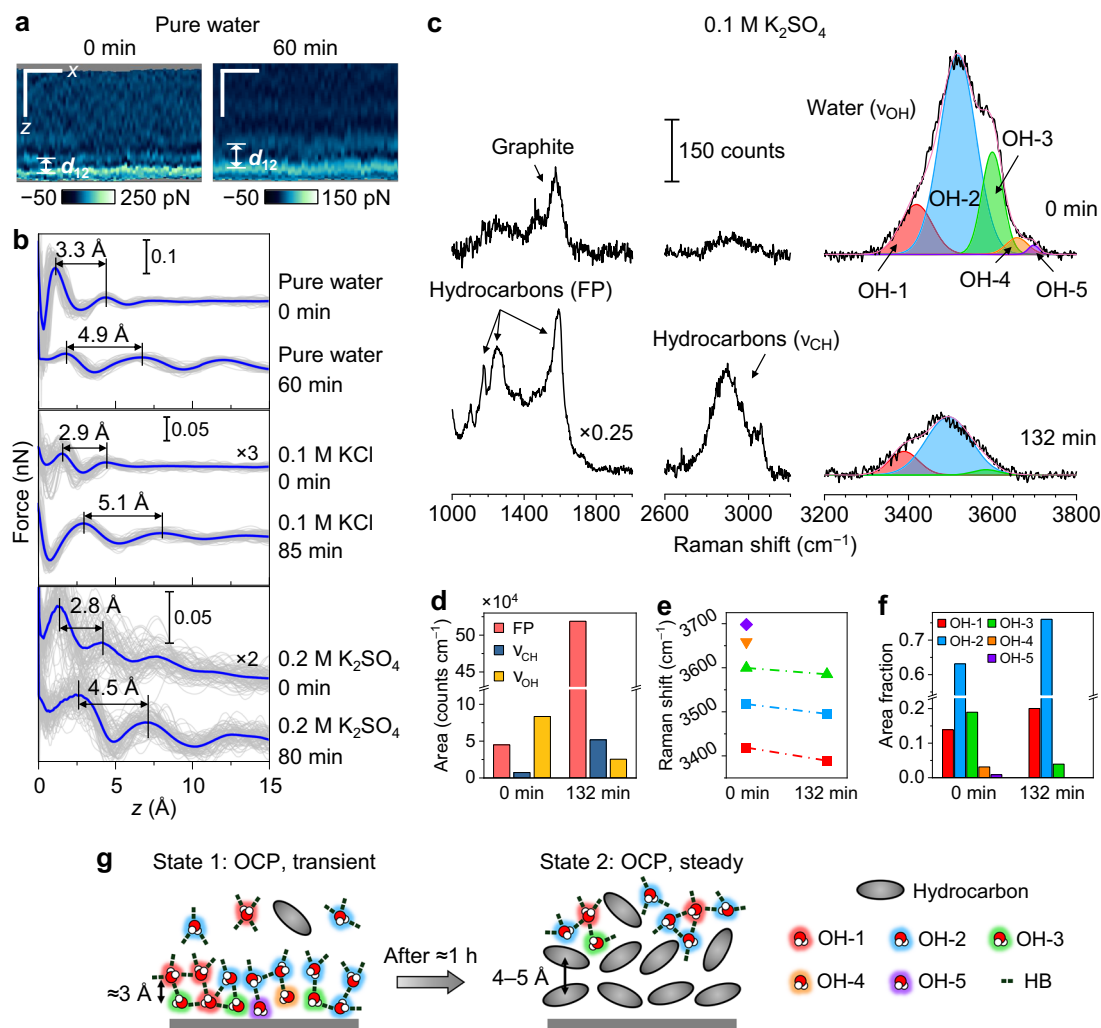 a
Pure water
0 min
60 min
x
z
d12
d12
−50 250 pN
−50 150 pN
b
3.3 Å
0.1
Pure water
0 min
4.9 Å
Pure water
60 min
2.9 Å
0.05
×3
0.1 M KCl
0 min
5.1 Å
0.1 M KCl
85 min
2.8 Å
0.05
×2
0.2 M K₂SO₄
0 min
4.5 Å
0.2 M K₂SO₄
80 min
Force (nN)
0 5 10 15
z (Å)
c
0.1 M K₂SO₄
Graphite
150 counts
Water (νOH)
OH-3
OH-2
0 min
OH-1
OH-4
OH-5
Hydrocarbons (FP)
Hydrocarbons (νCH)
×0.25
132 min
1000 1400 1800 2600 3000 3200 3400 3600 3800
Raman shift (cm⁻¹)
d
×10⁴
50
40
10
5
0
FP
νCH
νOH
Area (counts cm⁻¹)
0 min 132 min
e
3700
3600
3500
3400
Raman shift (cm⁻¹)
0 min 132 min
f
OH-1 OH-3
OH-2 OH-4
OH-5
0.7
0.2
0.1
0.0
Area fraction
0 min 132 min
g
State 1: OCP, transient
State 2: OCP, steady
≈3 Å
After ≈1 h
4–5 Å
Hydrocarbon
OH-1 OH-2 OH-3
OH-4 OH-5 HB